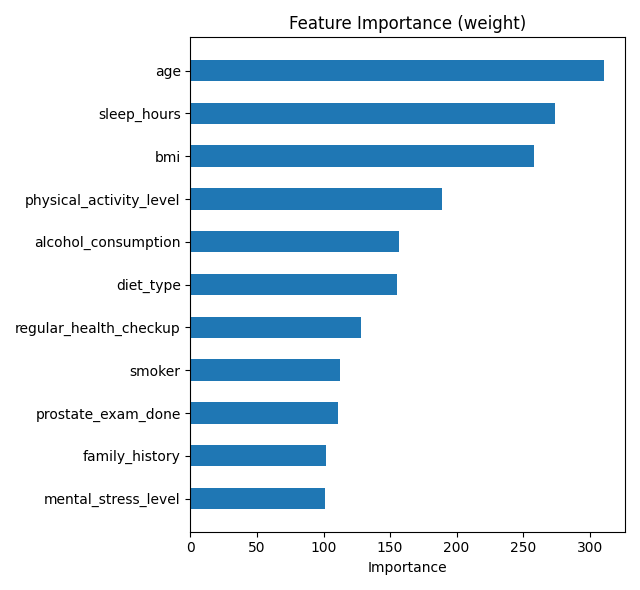 Feature Importance (weight)
age
sleep_hours
bmi
physical_activity_level
alcohol_consumption
diet_type
regular_health_checkup
smoker
prostate_exam_done
family_history
mental_stress_level
0 50 100 150 200 250 300
Importance